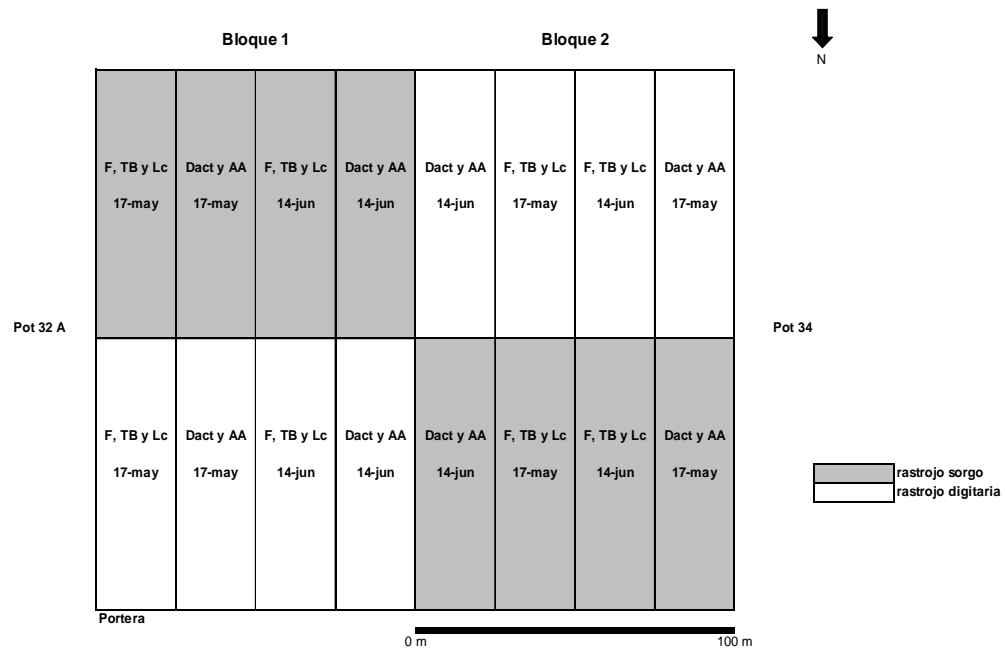 Bloque 1 Bloque 2
N
F, TB y Lc Dact y AA F, TB y Lc Dact y AA Dact y AA F, TB y Lc F, TB y Lc Dact y AA
17-may 17-may 14-jun 14-jun 14-jun 17-may 14-jun 17-may
Pot 32 A Pot 34
F, TB y Lc Dact y AA F, TB y Lc Dact y AA Dact y AA F, TB y Lc F, TB y Lc Dact y AA
17-may 17-may 14-jun 14-jun 14-jun 17-may 14-jun 17-may
rastrojo sorgo
rastrojo digitaria
Portera
0 m 100 m